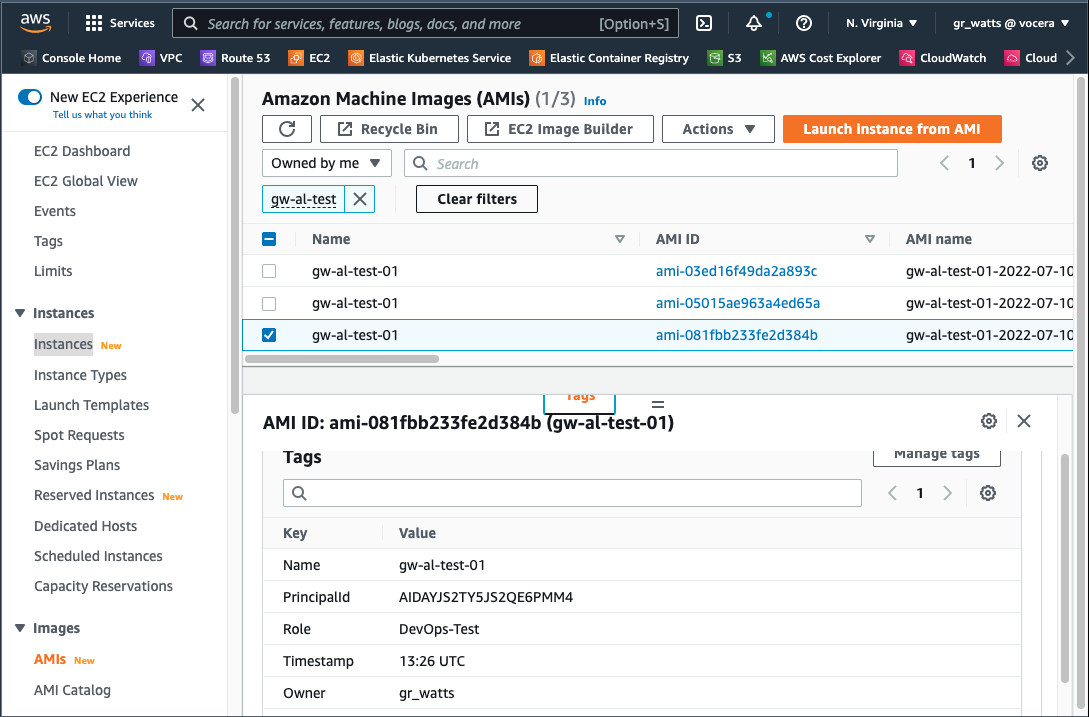 aws
Services
Search for services, features, blogs, docs, and more
[Option+S]
N. Virginia
gr_watts @ vocera
Console Home
VPC
Route 53
EC2
Elastic Kubernetes Service
Elastic Container Registry
S3
AWS Cost Explorer
CloudWatch
Cloud
New EC2 Experience
Tell us what you think
EC2 Dashboard
EC2 Global View
Events
Tags
Limits
Instances
Instances New
Instance Types
Launch Templates
Spot Requests
Savings Plans
Reserved Instances New
Dedicated Hosts
Scheduled Instances
Capacity Reservations
Images
AMIs New
AMI Catalog
Amazon Machine Images (AMIs) (1/3) Info
Recycle Bin
EC2 Image Builder
Actions
Launch instance from AMI
Owned by me
Search
1
gw-al-test
Clear filters
Name AMI ID AMI name
gw-al-test-01 ami-03ed16f49da2a893c gw-al-test-01-2022-07-10
gw-al-test-01 ami-05015ae963a4ed65a gw-al-test-01-2022-07-10
gw-al-test-01 ami-081fbb233fe2d384b gw-al-test-01-2022-07-10
Tags
AMI ID: ami-081fbb233fe2d384b (gw-al-test-01)
Tags
Manage tags
1
Key Value
Name gw-al-test-01
PrincipalId AIDAYJS2TY5JS2QE6PMM4
Role DevOps-Test
Timestamp 13:26 UTC
Owner gr_watts